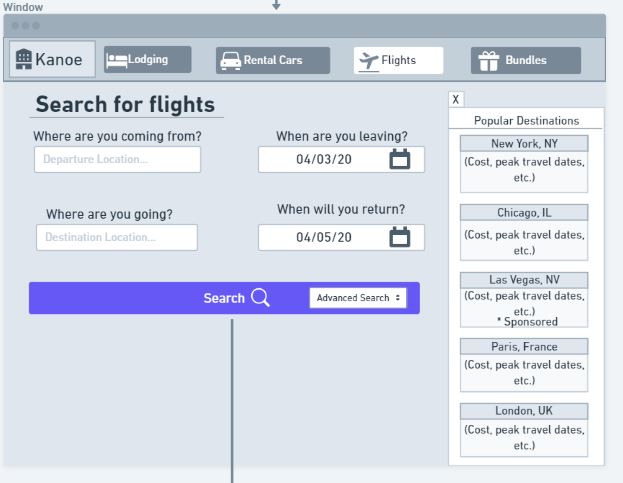 Window
Kanoe
Lodging
Rental Cars
Flights
Bundles
Search for flights
Where are you coming from?
Departure Location...
When are you leaving?
04/03/20
Where are you going?
Destination Location...
When will you return?
04/05/20
Search
Advanced Search
X
Popular Destinations
New York, NY
(Cost, peak travel dates,
etc.)
Chicago, IL
(Cost, peak travel dates,
etc.)
Las Vegas, NV
(Cost, peak travel dates,
etc.)
* Sponsored
Paris, France
(Cost, peak travel dates,
etc.)
London, UK
(Cost, peak travel dates,
etc.)